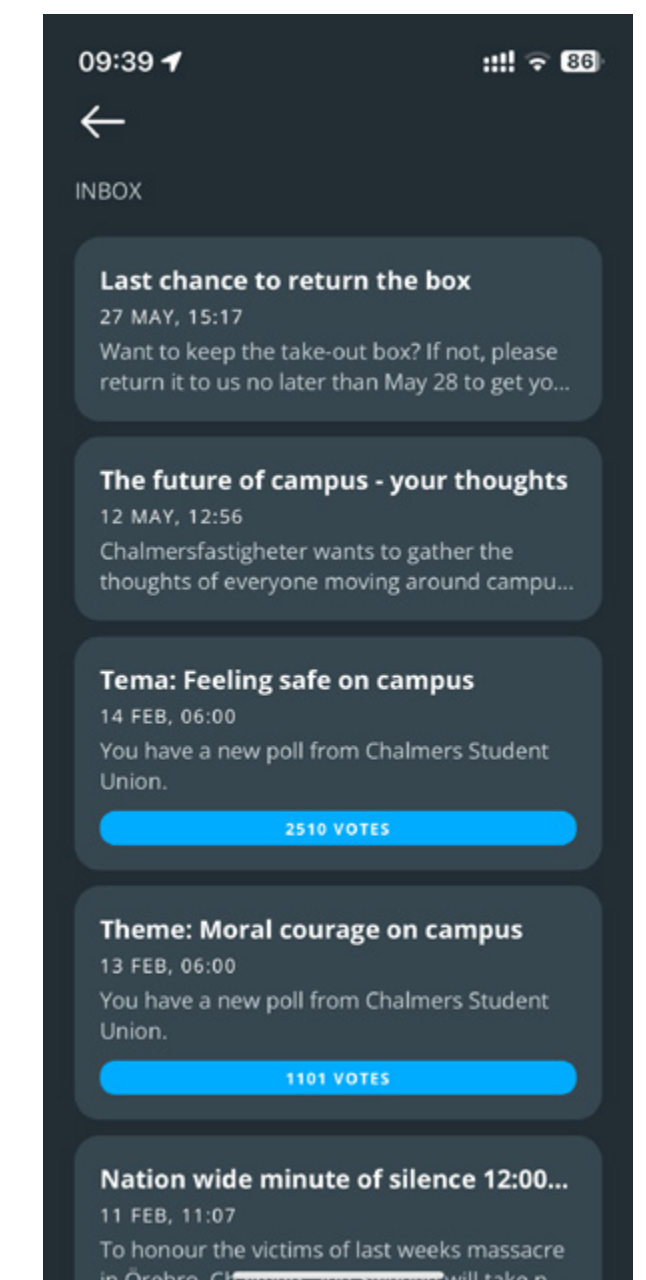 09:39
86
INBOX
Last chance to return the box
27 MAY, 15:17
Want to keep the take-out box? If not, please
return it to us no later than May 28 to get yo...
The future of campus - your thoughts
12 MAY, 12:56
Chalmersfastigheter wants to gather the
thoughts of everyone moving around campu...
Tema: Feeling safe on campus
14 FEB, 06:00
You have a new poll from Chalmers Student
Union.
2510 VOTES
Theme: Moral courage on campus
13 FEB, 06:00
You have a new poll from Chalmers Student
Union.
1101 VOTES
Nation wide minute of silence 12:00...
11 FEB, 11:07
To honour the victims of last weeks massacre
in Örebro, will take